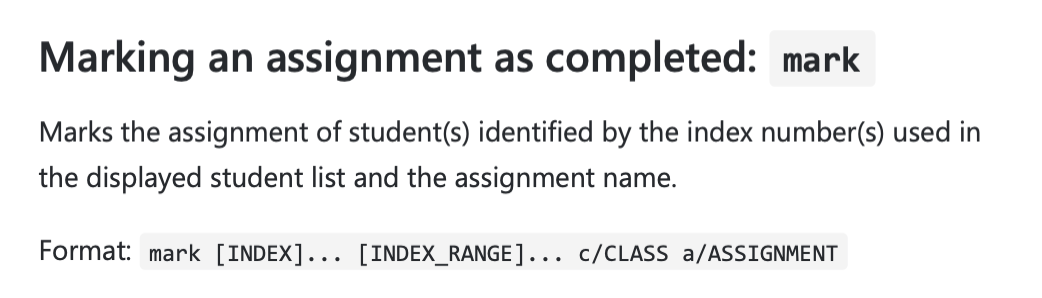 Marking an assignment as completed: mark
Marks the assignment of student(s) identified by the index number(s) used in
the displayed student list and the assignment name.
Format: mark [INDEX]... [INDEX_RANGE]... c/CLASS a/ASSIGNMENT